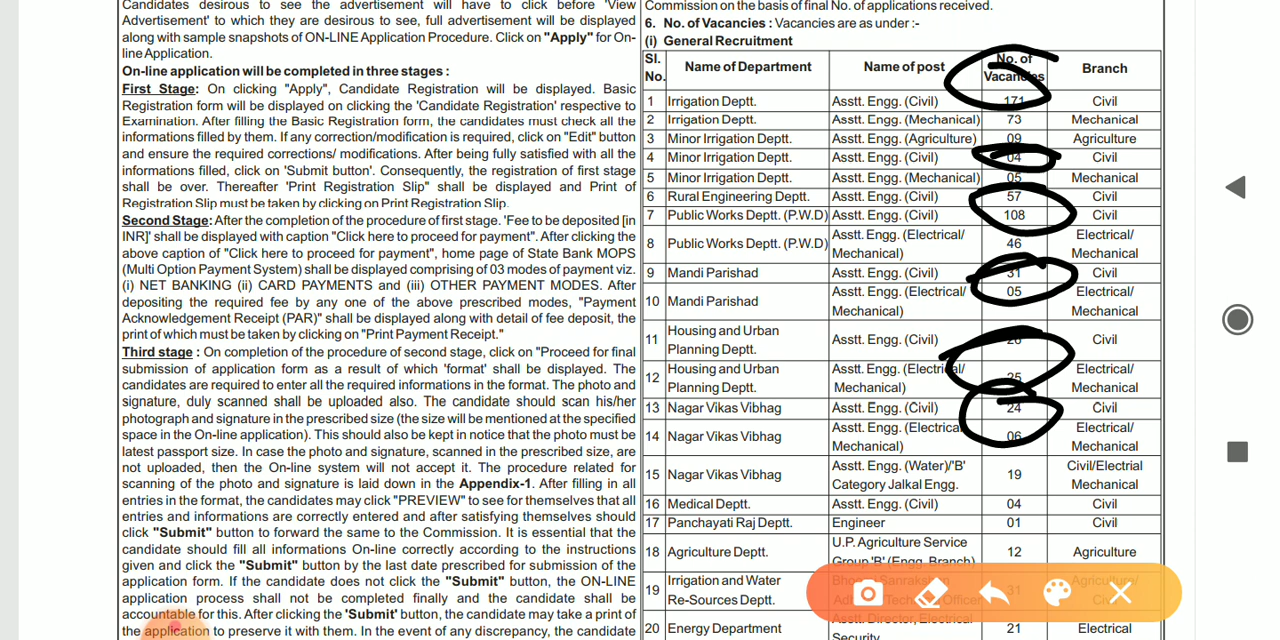 Candidates desirous to see the advertisement will have to click before 'View
Advertisement' to which they are desirous to see, full advertisement will be displayed
along with sample snapshots of ON-LINE Application Procedure. Click on "Apply" for On-
line Application.
On-line application will be completed in three stages :
First Stage: On clicking "Apply", Candidate Registration will be displayed. Basic
Registration form will be displayed on clicking the 'Candidate Registration' respective to
Examination. After filling the Basic Registration form, the candidates must check all the
informations filled by them. If any correction/modification is required, click on "Edit" button
and ensure the required corrections/ modifications. After being fully satisfied with all the
informations filled, click on 'Submit button'. Consequently, the registration of first stage
shall be over. Thereafter 'Print Registration Slip" shall be displayed and Print of
Registration Slip must be taken by clicking on Print Registration Slip.
Second Stage: After the completion of the procedure of first stage. 'Fee to be deposited [in
INR]' shall be displayed with caption "Click here to proceed for payment". After clicking the
above caption of "Click here to proceed for payment", home page of State Bank MOPS
(Multi Option Payment System) shall be displayed comprising of 03 modes of payment viz.
(i) NET BANKING (ii) CARD PAYMENTS and (iii) OTHER PAYMENT MODES. After
depositing the required fee by any one of the above prescribed modes, "Payment
Acknowledgement Receipt (PAR)" shall be displayed along with detail of fee deposit, the
print of which must be taken by clicking on "Print Payment Receipt."
Third stage : On completion of the procedure of second stage, click on "Proceed for final
submission of application form as a result of which 'format' shall be displayed. The
candidates are required to enter all the required informations in the format. The photo and
signature, duly scanned shall be uploaded also. The candidate should scan his/her
photograph and signature in the prescribed size (the size will be mentioned at the specified
space in the On-line application). This should also be kept in notice that the photo must be
latest passport size. In case the photo and signature, scanned in the prescribed size, are
not uploaded, then the On-line system will not accept it. The procedure related for
scanning of the photo and signature is laid down in the Appendix-1. After filling in all
entries in the format, the candidates may click "PREVIEW" to see for themselves that all
entries and informations are correctly entered and after satisfying themselves should
click "Submit" button to forward the same to the Commission. It is essential that the
candidate should fill all informations On-line correctly according to the instructions
given and click the "Submit" button by the last date prescribed for submission of the
application form. If the candidate does not click the "Submit" button, the ON-LINE
application process shall not be completed finally and the candidate shall be
accountable for this. After clicking the 'Submit' button, the candidate may take a print of
the application to preserve it with them. In the event of any discrepancy, the candidate
Commission on the basis of final No. of applications received.
6. No. of Vacancies : Vacancies are as under :-
(i) General Recruitment
Sl. No. Name of Department Name of post No. of Vacancies Branch
1 Irrigation Deptt. Asstt. Engg. (Civil) 171 Civil
2 Irrigation Deptt. Asstt. Engg. (Mechanical) 73 Mechanical
3 Minor Irrigation Deptt. Asstt. Engg. (Agriculture) 09 Agriculture
4 Minor Irrigation Deptt. Asstt. Engg. (Civil) 04 Civil
5 Minor Irrigation Deptt. Asstt. Engg. (Mechanical) 05 Mechanical
6 Rural Engineering Deptt. Asstt. Engg. (Civil) 57 Civil
7 Public Works Deptt. (P.W.D) Asstt. Engg. (Civil) 108 Civil
8 Public Works Deptt. (P.W.D) Asstt. Engg. (Electrical/ Mechanical) 46 Electrical/ Mechanical
9 Mandi Parishad Asstt. Engg. (Civil) 31 Civil
10 Mandi Parishad Asstt. Engg. (Electrical/ Mechanical) 05 Electrical/ Mechanical
11 Housing and Urban Planning Deptt. Asstt. Engg. (Civil) Civil
12 Housing and Urban Planning Deptt. Asstt. Engg. (Electrical/ Mechanical) 25 Electrical/ Mechanical
13 Nagar Vikas Vibhag Asstt. Engg. (Civil) 24 Civil
14 Nagar Vikas Vibhag Asstt. Engg. (Electrical Mechanical) 06 Electrical/ Mechanical
15 Nagar Vikas Vibhag Asstt. Engg. (Water)/'B' Category Jalkal Engg. 19 Civil/Electrial Mechanical
16 Medical Deptt. Asstt. Engg. (Civil) 04 Civil
17 Panchayati Raj Deptt. Engineer 01 Civil
18 Agriculture Deptt. U.P. Agriculture Service Group 'B' (Engg. Branch) 12 Agriculture
19 Irrigation and Water Re-Sources Deptt. 31 Agriculture/ Civil
20 Energy Department Asstt. Director, Electrical Security 21 Electrical